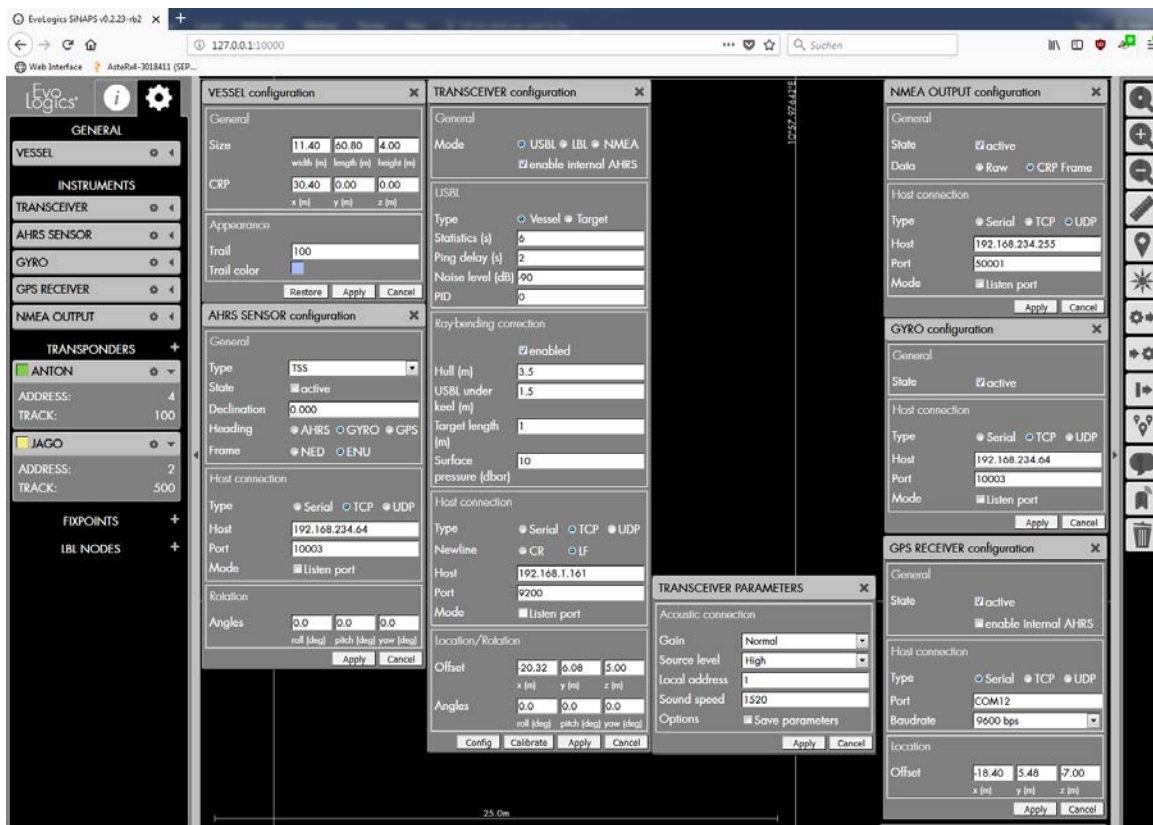 EvoLogics SiNAPS v0.2.23-rb2
127.0.0.1:10000
Suchen
Web Interface
AsteRx4-3018411 (SEP...
Evo
Logics®
GENERAL
VESSEL
INSTRUMENTS
TRANSCEIVER
AHRS SENSOR
GYRO
GPS RECEIVER
NMEA OUTPUT
TRANSPONDERS +
ANTON
ADDRESS: 4
TRACK: 100
JAGO
ADDRESS: 2
TRACK: 500
FIXPOINTS +
LBL NODES +
VESSEL configuration
General
Size 11.40 60.80 4.00
width (m) length (m) height (m)
CRP 30.40 0.00 0.00
x (m) y (m) z (m)
Appearance
Trail 100
Trail color
Restore Apply Cancel
AHRS SENSOR configuration
General
Type TSS
State active
Declination 0.000
Heading AHRS GYRO GPS
Frame NED ENU
Host connection
Type Serial TCP UDP
Host 192.168.234.64
Port 10003
Mode Listen port
Rotation
Angles 0.0 0.0 0.0
roll (deg) pitch (deg) yaw (deg)
Apply Cancel
TRANSCEIVER configuration
General
Mode USBL LBL NMEA
enable internal AHRS
USBL
Type Vessel Target
Statistics (s) 6
Ping delay (s) 2
Noise level (dB) -90
PID 0
Ray-bending correction
enabled
Hull (m) 3.5
USBL under 1.5
keel (m)
Target length 1
(m)
Surface 10
pressure (dbar)
Host connection
Type Serial TCP UDP
Newline CR LF
Host 192.168.1.161
Port 9200
Mode Listen port
Location/Rotation
Offset -20.32 6.08 5.00
x (m) y (m) z (m)
Angles 0.0 0.0 0.0
roll (deg) pitch (deg) yaw (deg)
Config Calibrate Apply Cancel
TRANSCEIVER PARAMETERS
Acoustic connection
Gain Normal
Source level High
Local address 1
Sound speed 1520
Options Save parameters
Apply Cancel
10°57.97642'E
NMEA OUTPUT configuration
General
State active
Data Raw CRP Frame
Host connection
Type Serial TCP UDP
Host 192.168.234.255
Port 50001
Mode Listen port
Apply Cancel
GYRO configuration
General
State active
Host connection
Type Serial TCP UDP
Host 192.168.234.64
Port 10003
Mode Listen port
Apply Cancel
GPS RECEIVER configuration
General
State active
enable internal AHRS
Host connection
Type Serial TCP UDP
Port COM12
Baudrate 9600 bps
Location
Offset -18.40 5.48 -7.00
x (m) y (m) z (m)
Apply Cancel
25.0m